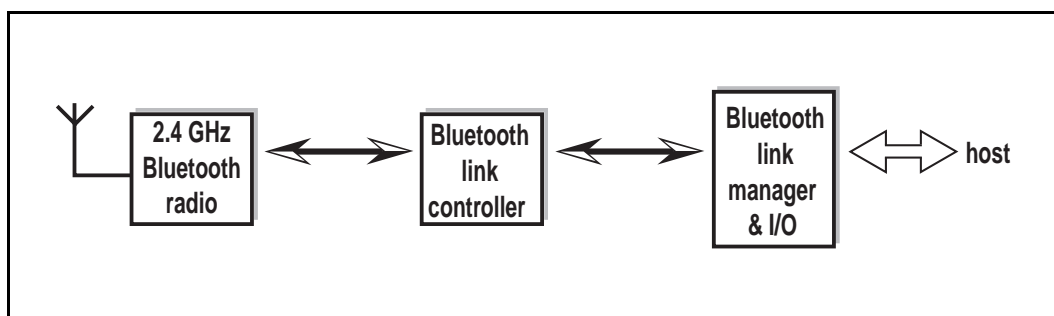 2.4 GHz
Bluetooth
radio
Bluetooth
link
controller
Bluetooth
link
manager
& I/O
host